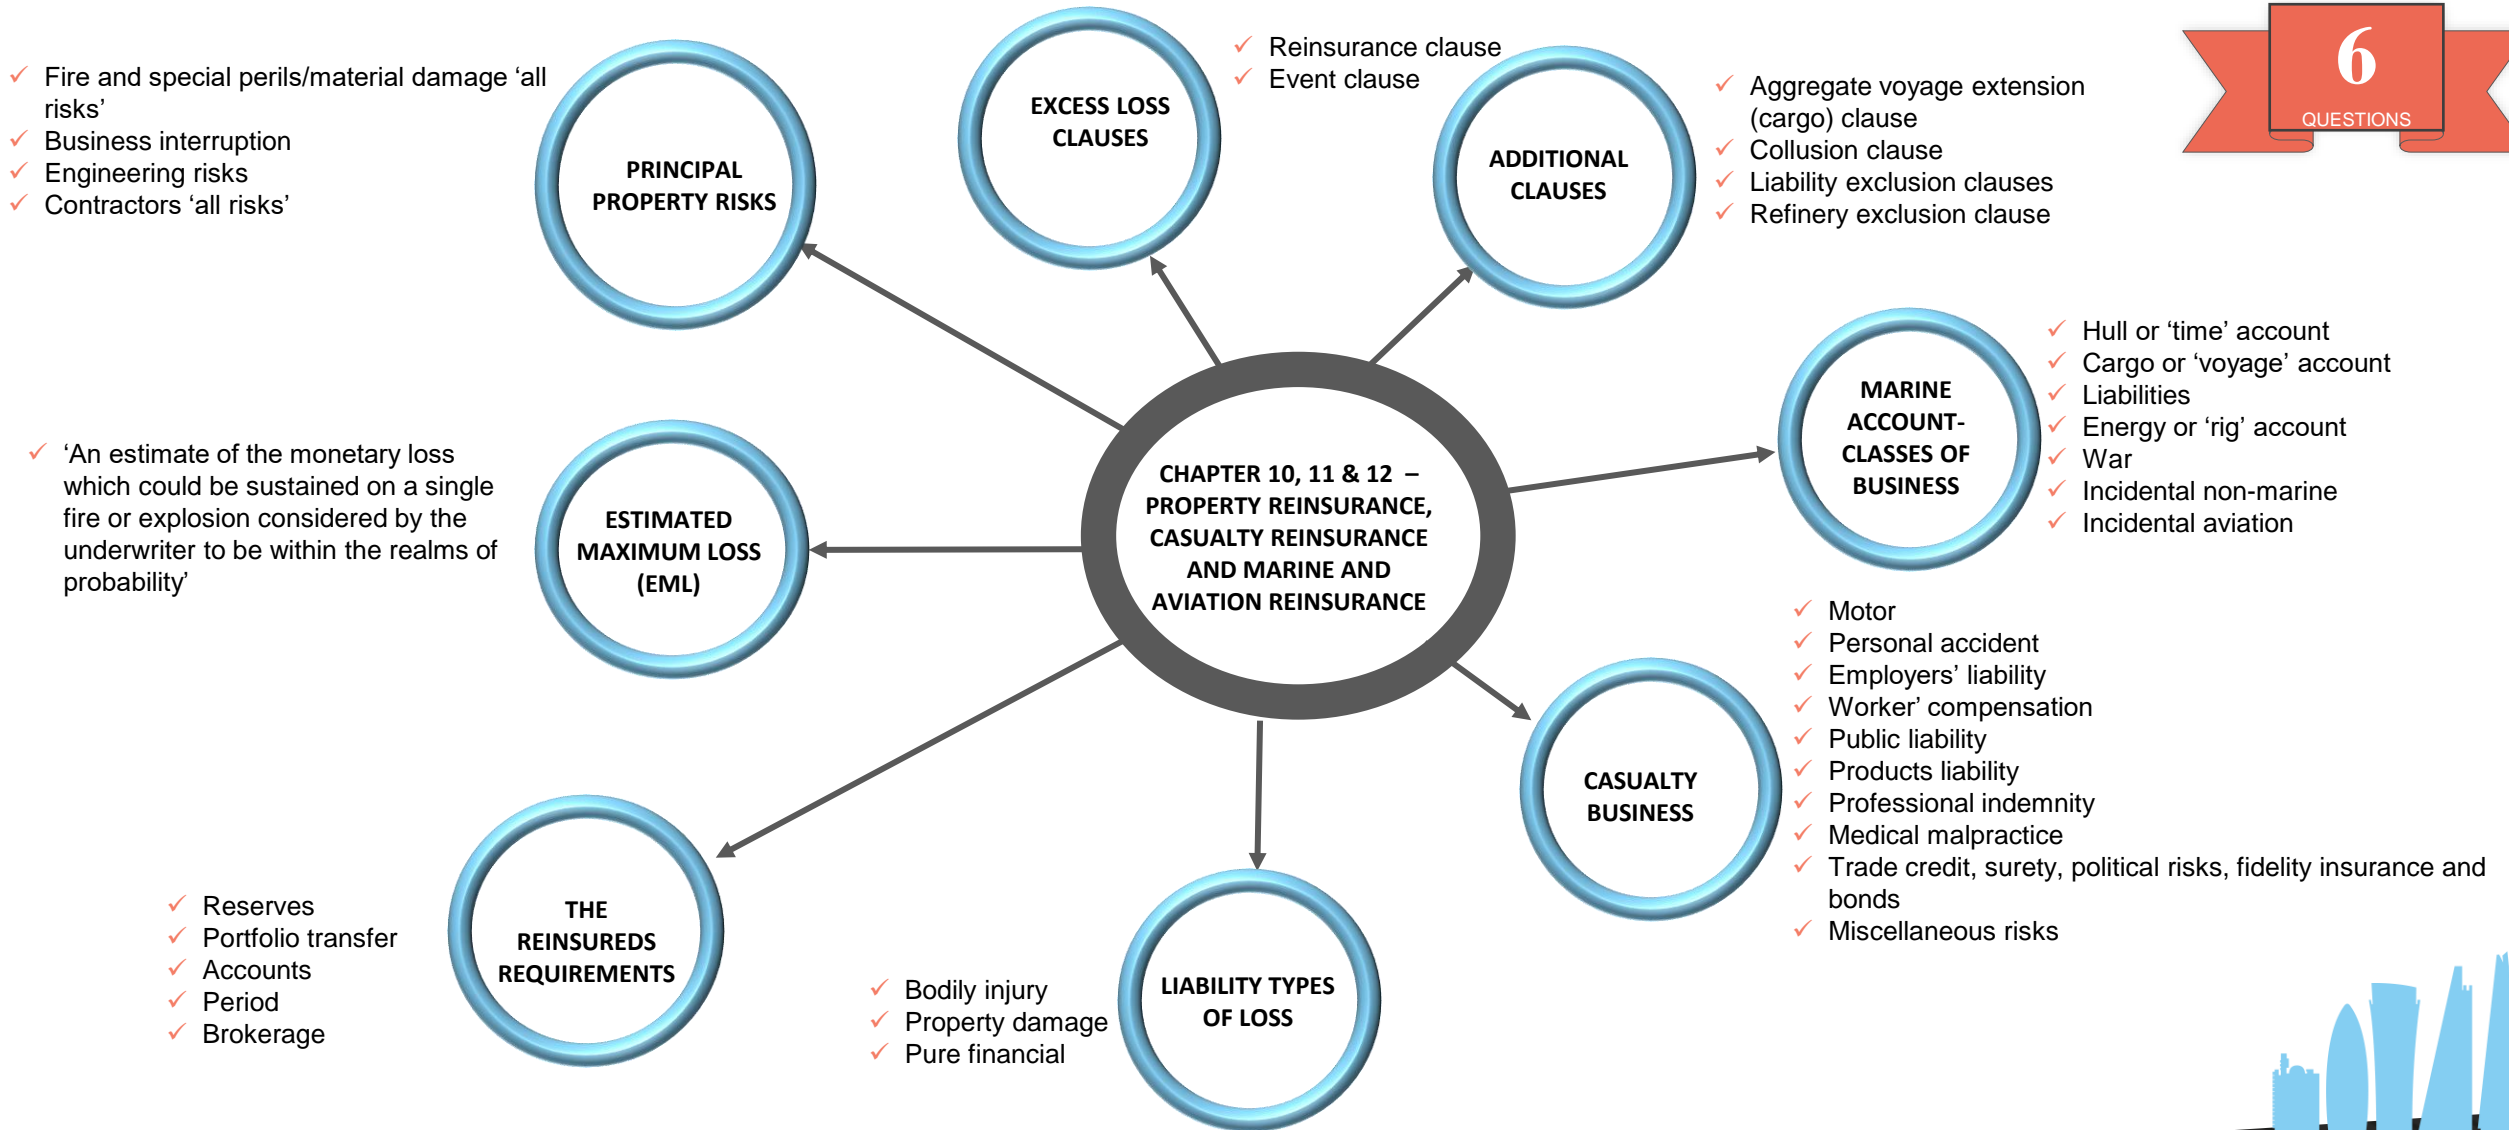 6
QUESTIONS
✓ Fire and special perils/material damage ‘all
risks’
✓ Business interruption
✓ Engineering risks
✓ Contractors ‘all risks’
PRINCIPAL
PROPERTY RISKS
EXCESS LOSS
CLAUSES
✓ Reinsurance clause
✓ Event clause
ADDITIONAL
CLAUSES
✓ Aggregate voyage extension
(cargo) clause
✓ Collusion clause
✓ Liability exclusion clauses
✓ Refinery exclusion clause
MARINE
ACCOUNT-
CLASSES OF
BUSINESS
✓ Hull or ‘time’ account
✓ Cargo or ‘voyage’ account
✓ Liabilities
✓ Energy or ‘rig’ account
✓ War
✓ Incidental non-marine
✓ Incidental aviation
✓ ‘An estimate of the monetary loss
which could be sustained on a single
fire or explosion considered by the
underwriter to be within the realms of
probability’
ESTIMATED
MAXIMUM LOSS
(EML)
CHAPTER 10, 11 & 12 –
PROPERTY REINSURANCE,
CASUALTY REINSURANCE
AND MARINE AND
AVIATION REINSURANCE
CASUALTY
BUSINESS
✓ Motor
✓ Personal accident
✓ Employers’ liability
✓ Worker’ compensation
✓ Public liability
✓ Products liability
✓ Professional indemnity
✓ Medical malpractice
✓ Trade credit, surety, political risks, fidelity insurance and
bonds
✓ Miscellaneous risks
✓ Reserves
✓ Portfolio transfer
✓ Accounts
✓ Period
✓ Brokerage
THE
REINSUREDS
REQUIREMENTS
✓ Bodily injury
✓ Property damage
✓ Pure financial
LIABILITY TYPES
OF LOSS